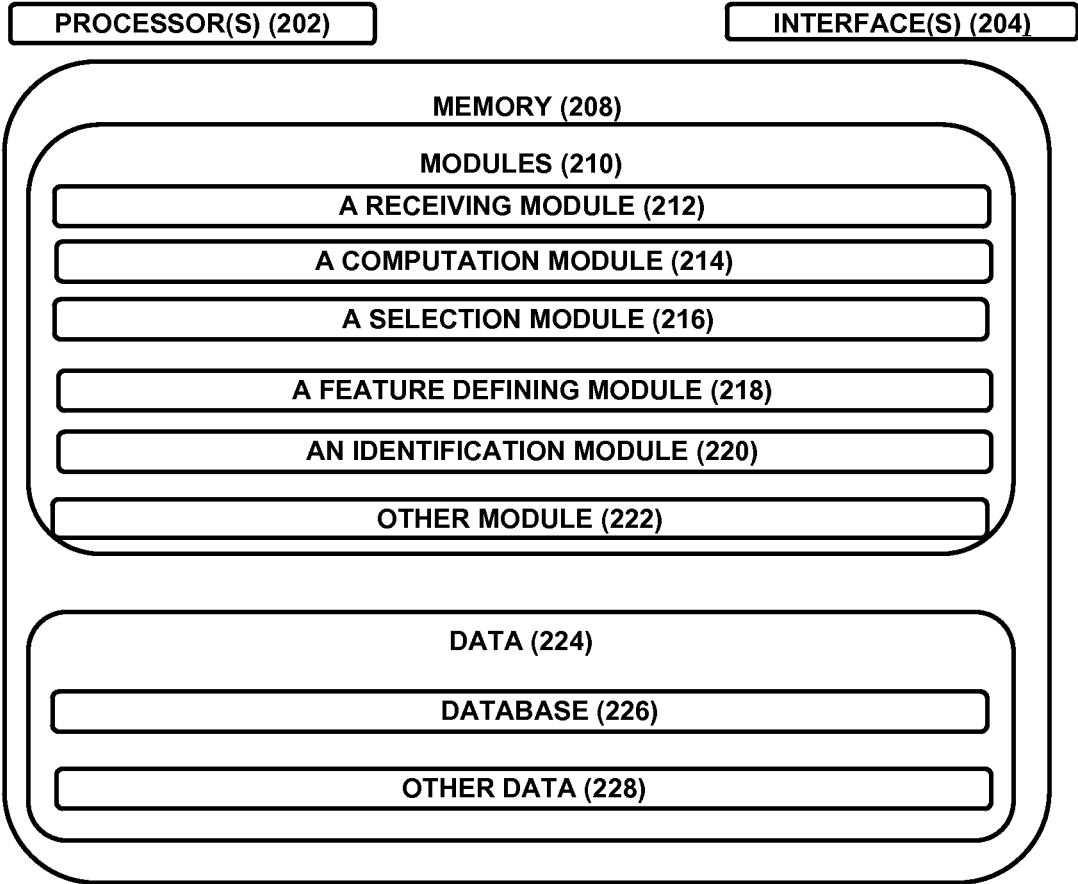 PROCESSOR(S) (202)
INTERFACE(S) (204)
MEMORY (208)
MODULES (210)
A RECEIVING MODULE (212)
A COMPUTATION MODULE (214)
A SELECTION MODULE (216)
A FEATURE DEFINING MODULE (218)
AN IDENTIFICATION MODULE (220)
OTHER MODULE (222)
DATA (224)
DATABASE (226)
OTHER DATA (228)